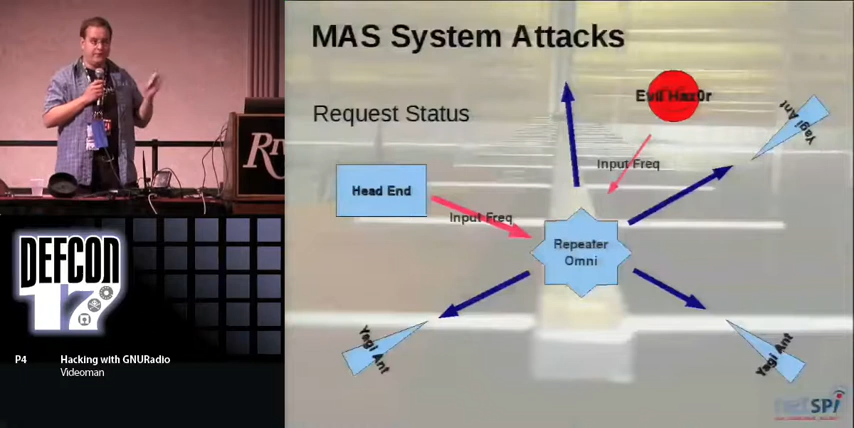 MAS System Attacks
Evil Hax0r
Request Status
Yagi Ant
Input Freq
Head End
Input Freq
Repeater
Omni
Yagi Ant
Yagi Ant
DEFCON
17
P4 Hacking with GNURadio
Videoman
netSPi